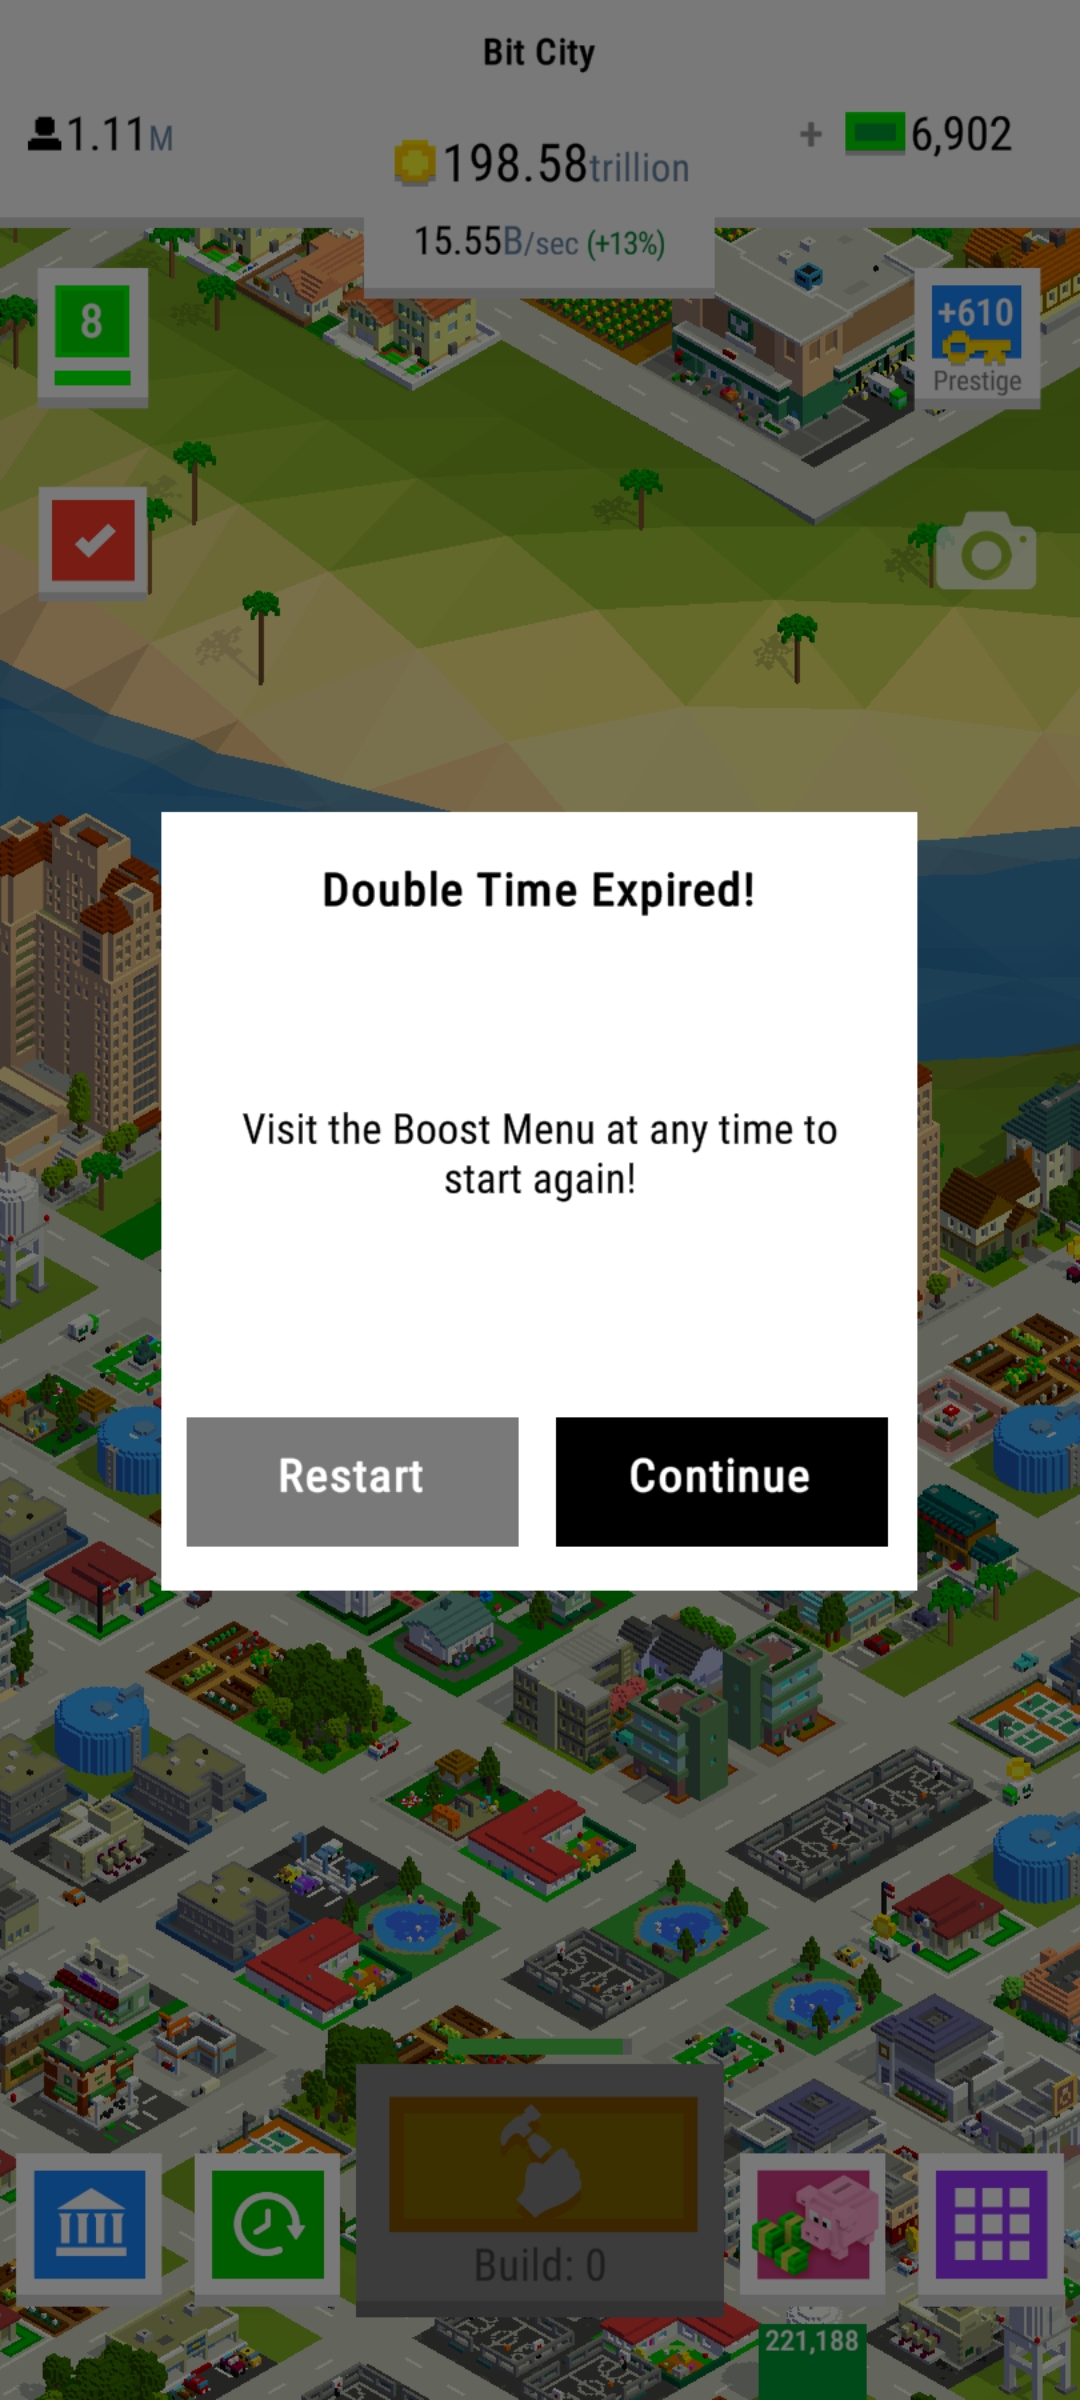 Bit City
1.11M
198.58trillion
+ 6,902
15.55B/sec (+13%)
8
+610
Prestige
Double Time Expired!
Visit the Boost Menu at any time to
start again!
Restart
Continue
Build: 0
221,188